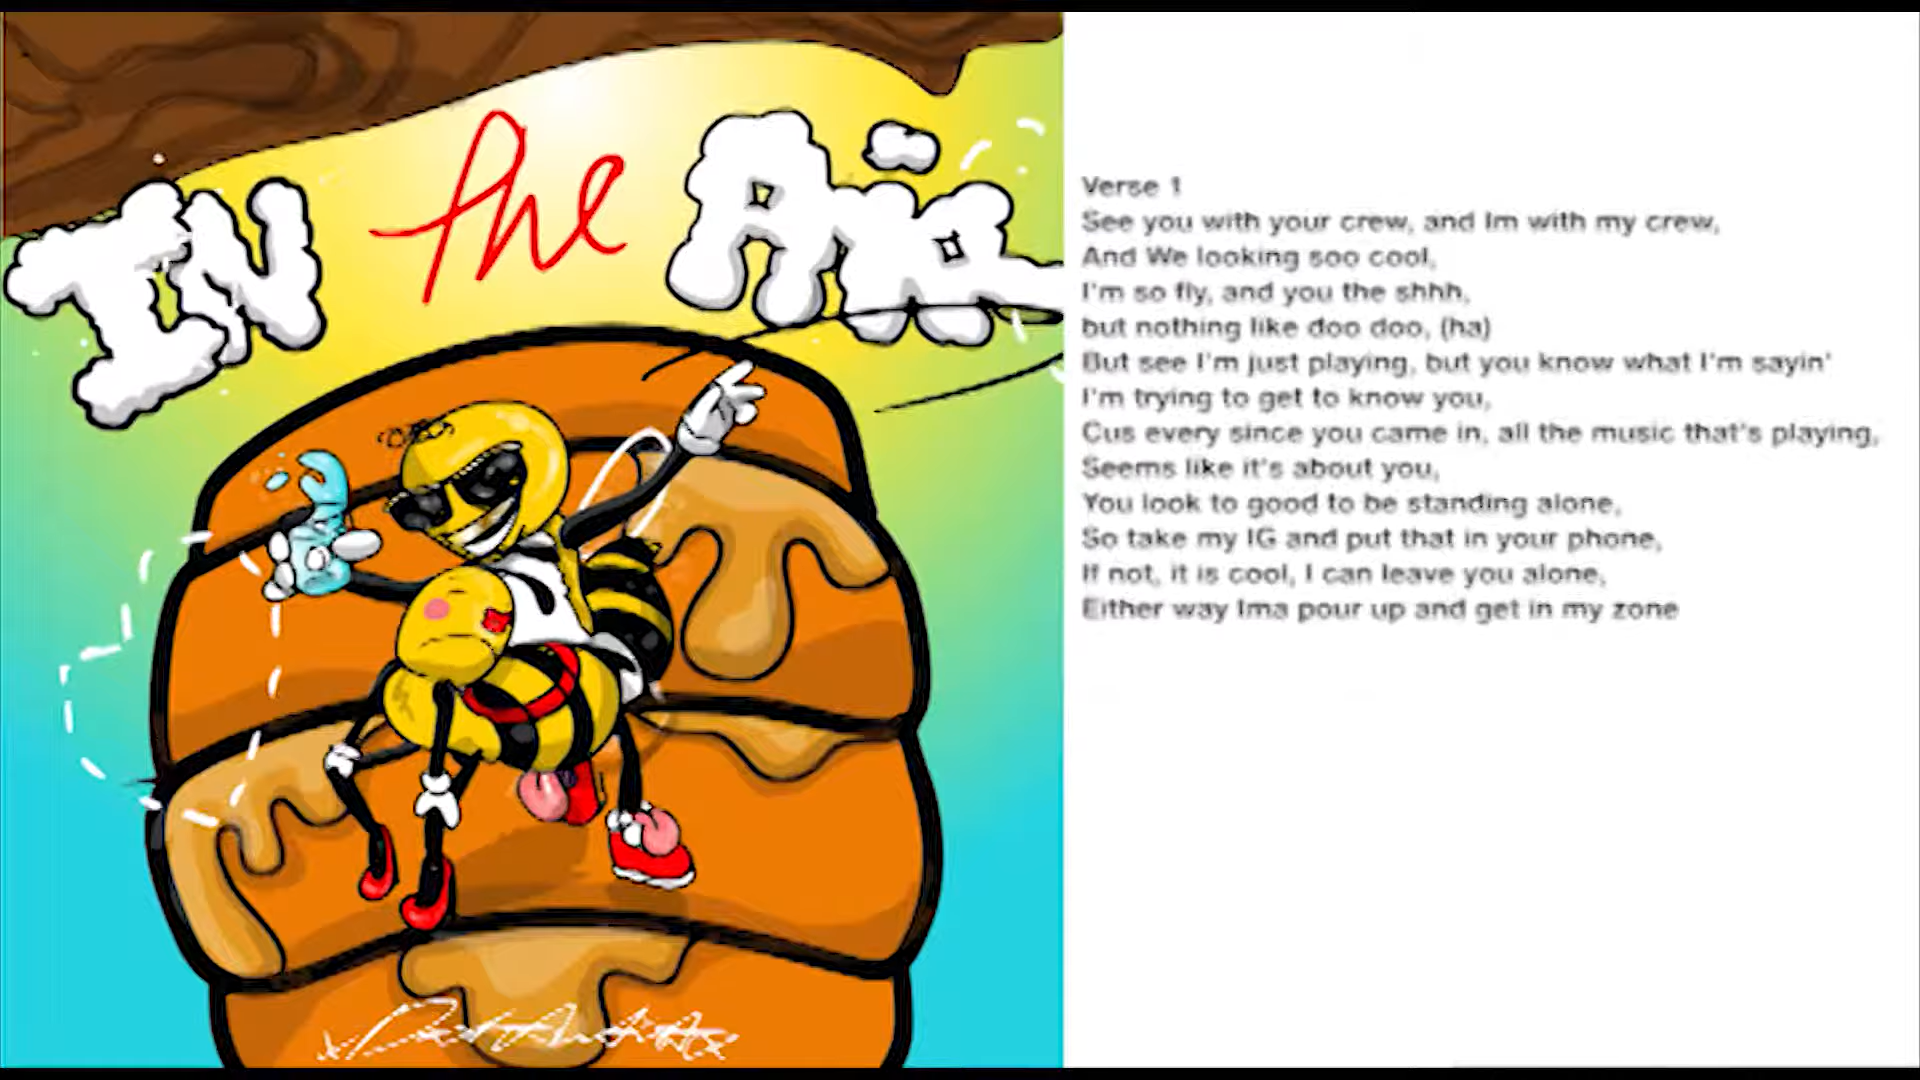 IN the Air
Verse 1
See you with your crew, and Im with my crew,
And We looking soo cool,
I'm so fly, and you the shhh,
but nothing like doo doo, (ha)
But see I'm just playing, but you know what I'm sayin'
I'm trying to get to know you,
Cus every since you came in, all the music that's playing,
Seems like it's about you,
You look to good to be standing alone,
So take my IG and put that in your phone,
If not, it is cool, I can leave you alone,
Either way Ima pour up and get in my zone